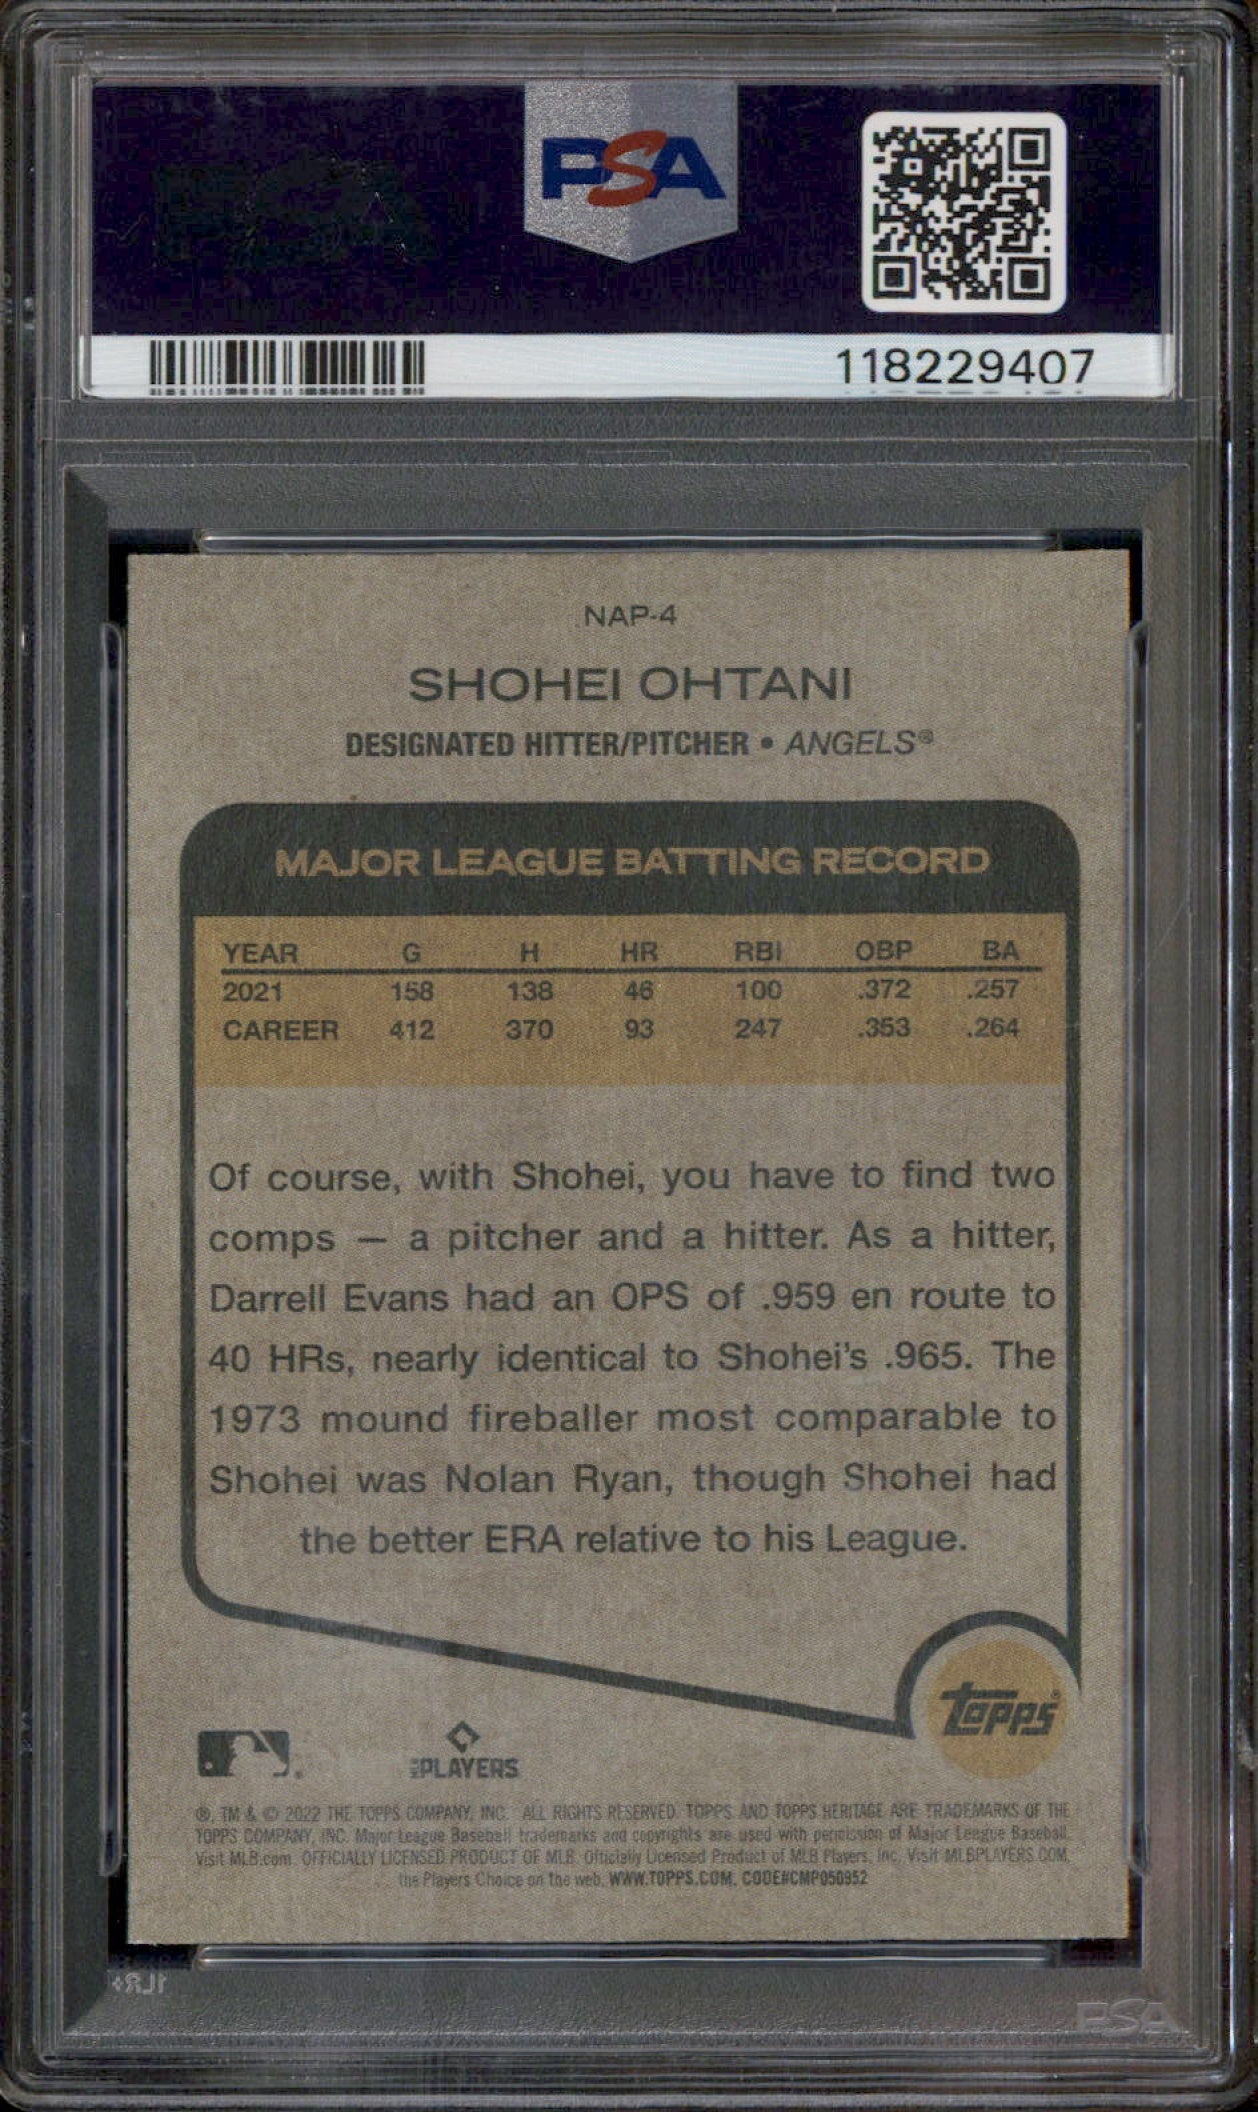 PSA
118229407
NAP-4
SHOHEI OHTANI
DESIGNATED HITTER/PITCHER • ANGELS®
MAJOR LEAGUE BATTING RECORD
YEAR G H HR RBI OBP BA
2021 158 138 46 100 .372 .257
CAREER 412 370 93 247 .353 .264
Of course, with Shohei, you have to find two
comps — a pitcher and a hitter. As a hitter,
Darrell Evans had an OPS of .959 en route to
40 HRs, nearly identical to Shohei's .965. The
1973 mound fireballer most comparable to
Shohei was Nolan Ryan, though Shohei had
the better ERA relative to his League.
topps®
PLAYERS
®, TM & © 2022 THE TOPPS COMPANY, INC. ALL RIGHTS RESERVED. TOPPS AND TOPPS HERITAGE ARE TRADEMARKS OF THE
TOPPS COMPANY, INC. Major League Baseball trademarks and copyrights are used with permission of Major League Baseball.
Visit MLB.com. OFFICIALLY LICENSED PRODUCT OF MLB Officially Licensed Product of MLB Players, Inc. Visit MLBPLAYERS.COM,
the Players Choice on the web. WWW.TOPPS.COM. CODE#CMP050952
1LR+
PSA